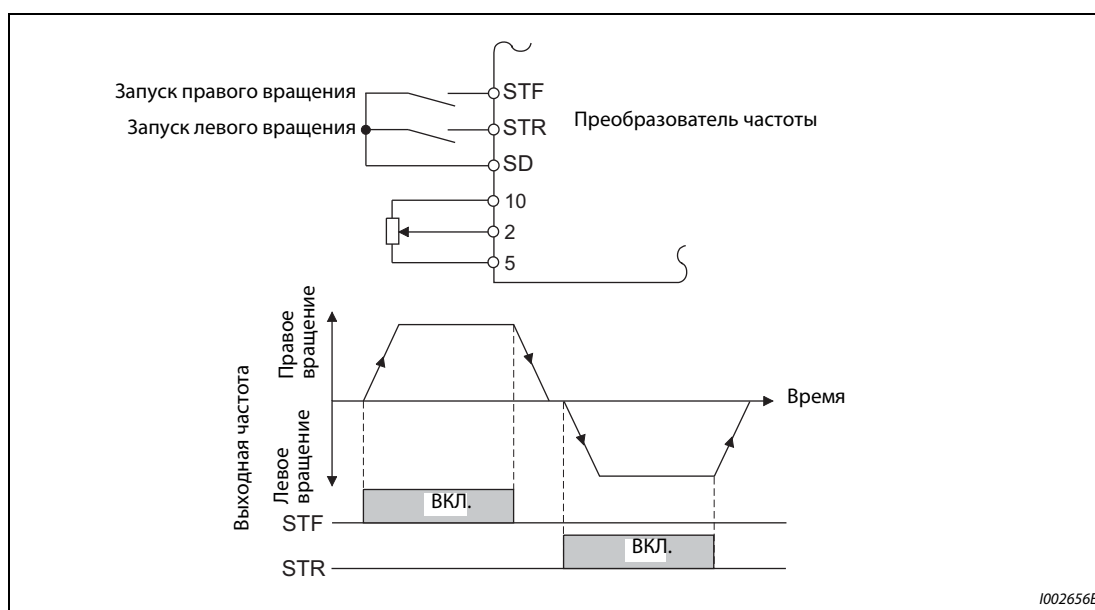 Запуск правого вращения
STF
Запуск левого вращения
STR
Преобразователь частоты
SD
10
2
5
Выходная частота
Правое
вращение
Левое
вращение
Время
ВКЛ.
STF
ВКЛ.
STR
I002656E